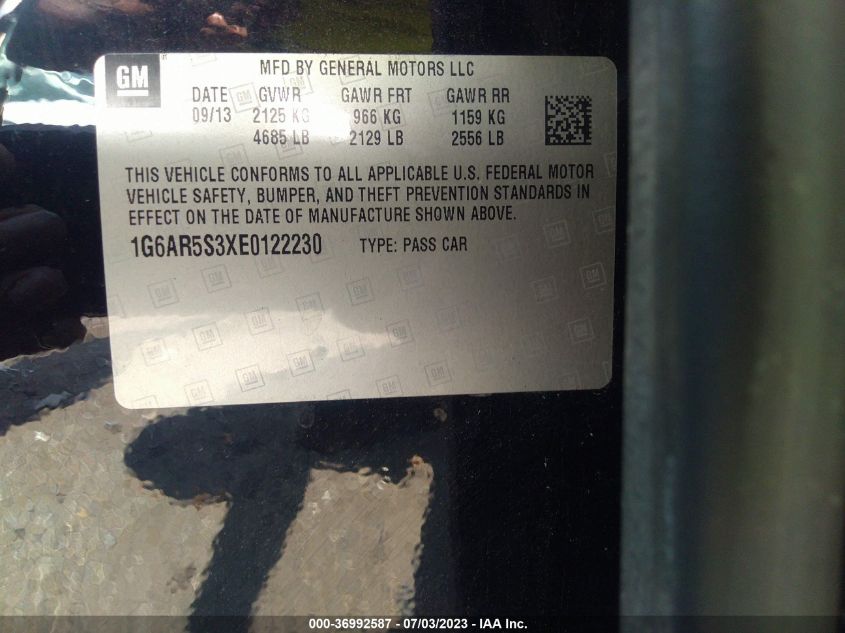 GM MFD BY GENERAL MOTORS LLC
DATE GVWR GAWR FRT GAWR RR
09/13 2125 KG 966 KG 1159 KG
4685 LB 2129 LB 2556 LB
THIS VEHICLE CONFORMS TO ALL APPLICABLE U.S. FEDERAL MOTOR
VEHICLE SAFETY, BUMPER, AND THEFT PREVENTION STANDARDS IN
EFFECT ON THE DATE OF MANUFACTURE SHOWN ABOVE.
1G6AR5S3XE0122230 TYPE: PASS CAR
000-36992587 - 07/03/2023 - IAA Inc.